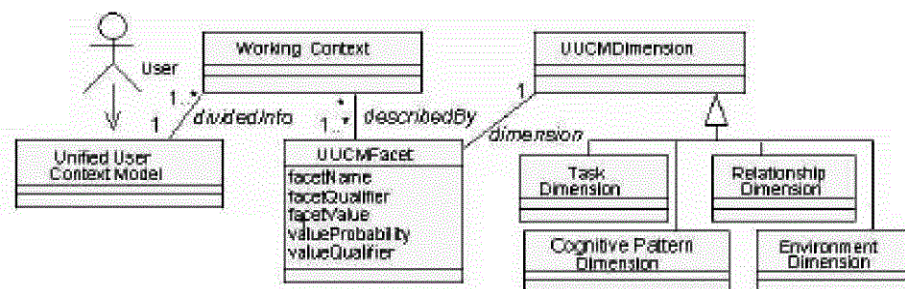 Working Context
UUCMDimension
User
1..*
dividedInto
1
*
1..*
describedBy
1
dimension
Unified User
Context Model
UUCMFacet
facetName
facetQualifier
facetValue
valueProbability
valueQualifier
Task
Dimension
Relationship
Dimension
Cognitive Pattern
Dimension
Environment
Dimension